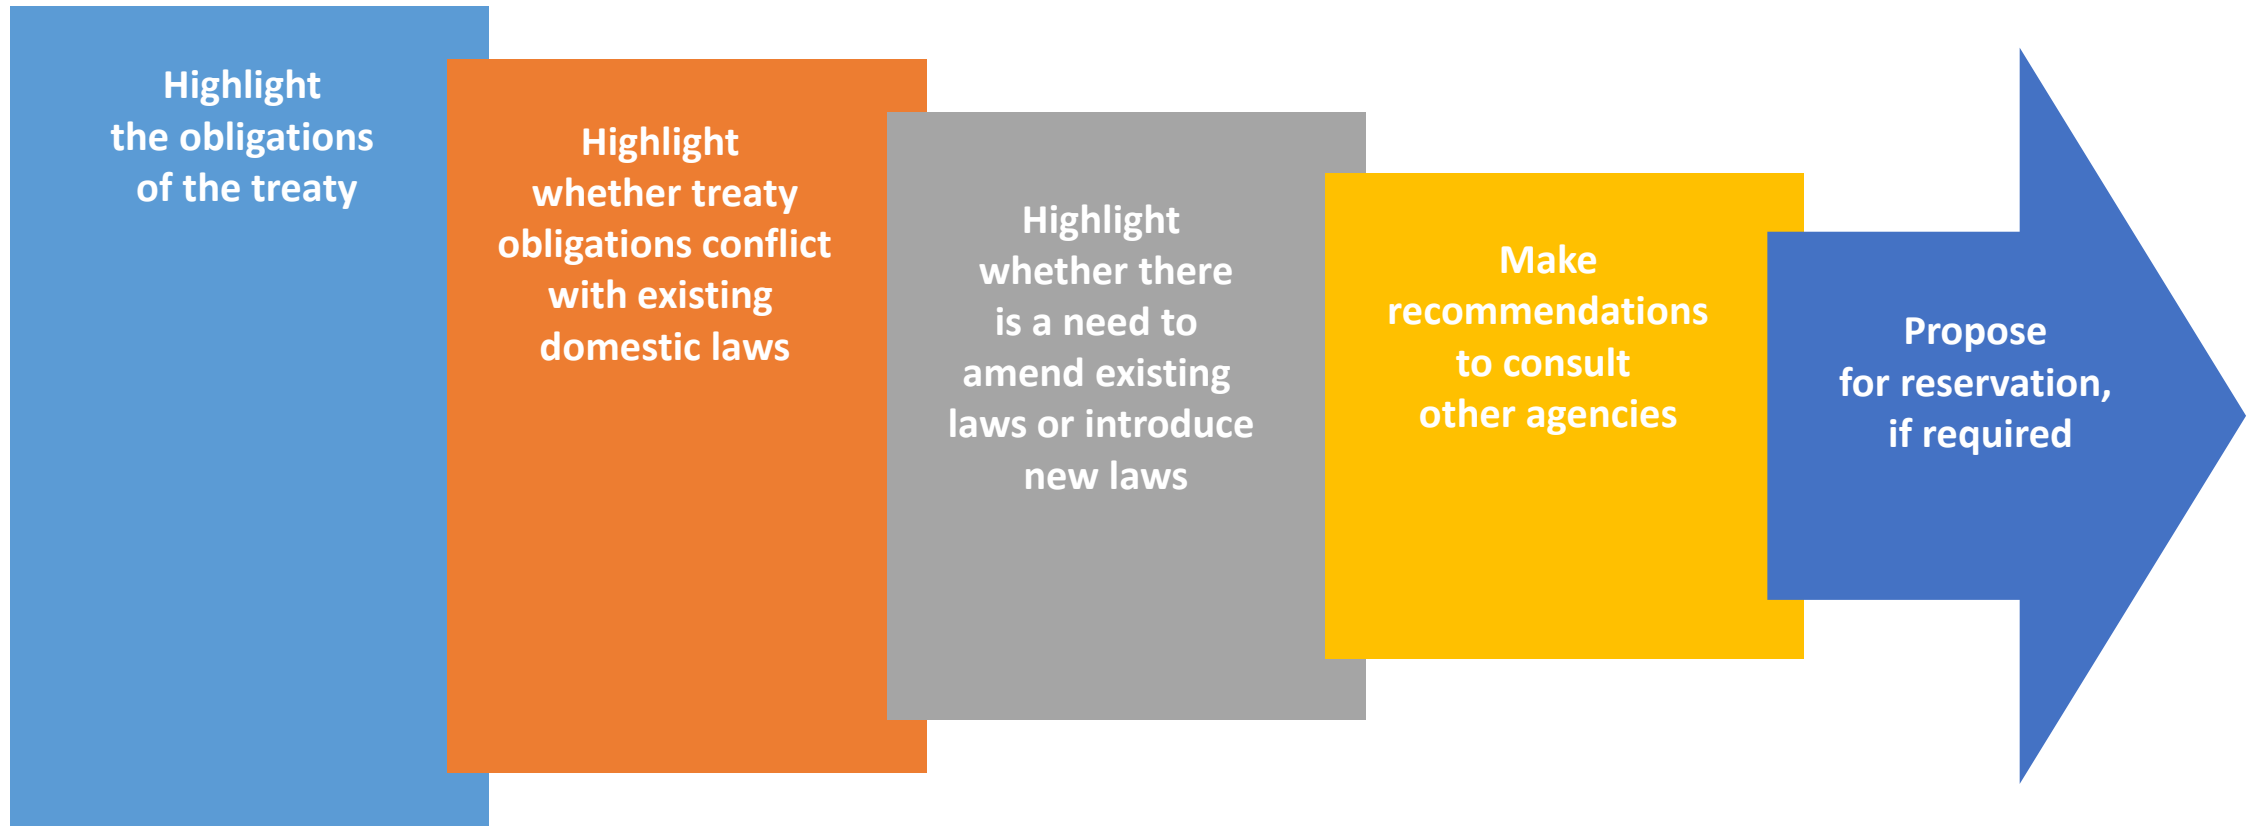 Highlight
the obligations
of the treaty
Highlight
whether treaty
obligations conflict
with existing
domestic laws
Highlight
whether there
is a need to
amend existing
laws or introduce
new laws
Make
recommendations
to consult
other agencies
Propose
for reservation,
if required